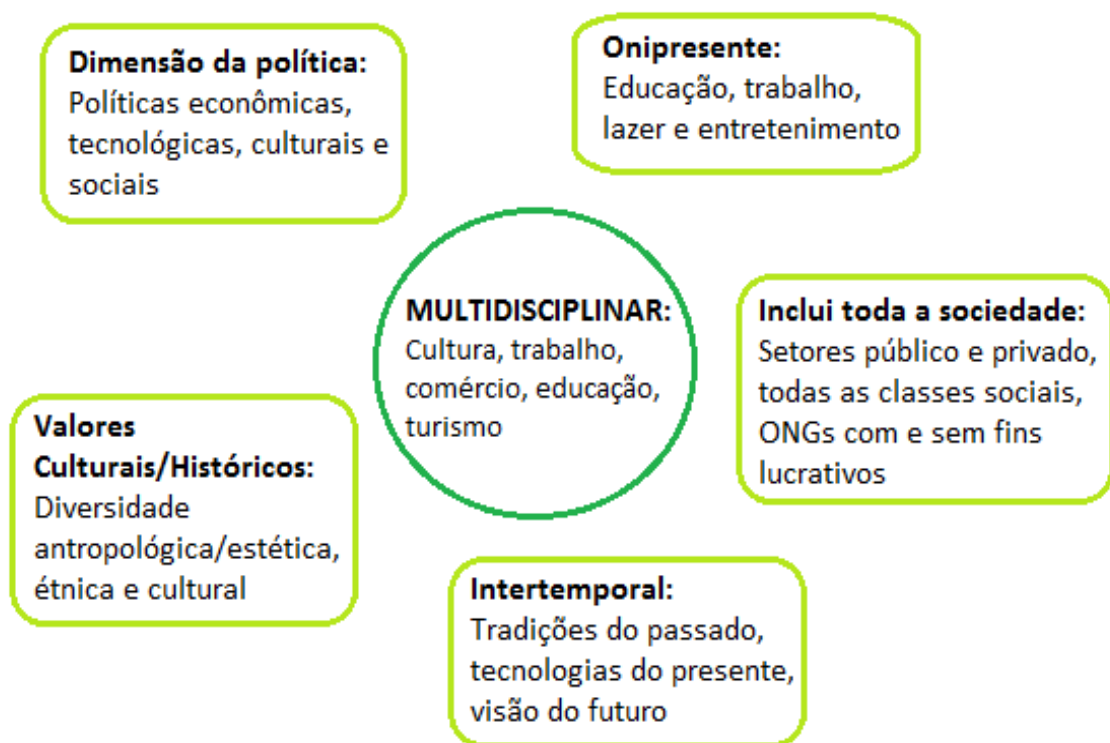 Dimensão da política:
Políticas econômicas,
tecnológicas, culturais e
sociais
Onipresente:
Educação, trabalho,
lazer e entretenimento
MULTIDISCIPLINAR:
Cultura, trabalho,
comércio, educação,
turismo
Inclui toda a sociedade:
Setores público e privado,
todas as classes sociais,
ONGs com e sem fins
lucrativos
Valores
Culturais/Históricos:
Diversidade
antropológica/estética,
étnica e cultural
Intertemporal:
Tradições do passado,
tecnologias do presente,
visão do futuro